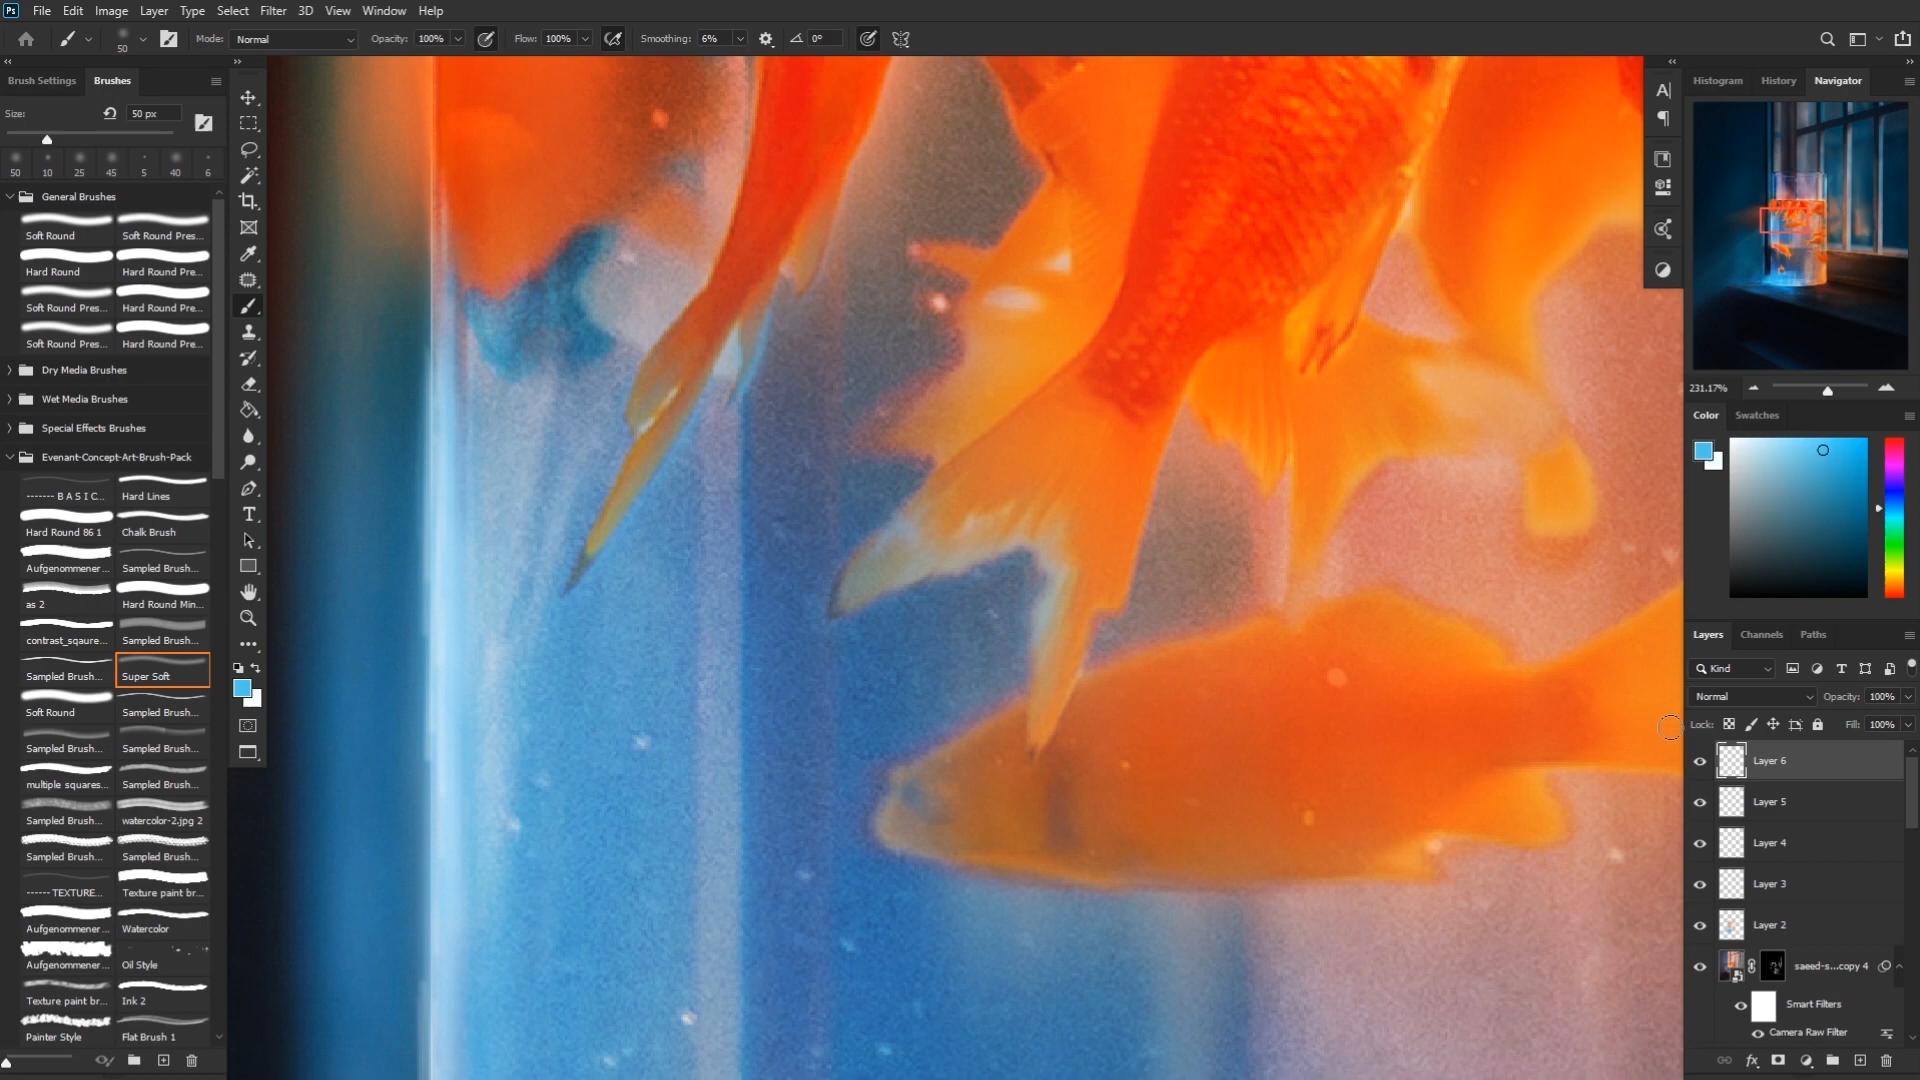 Ps File Edit Image Layer Type Select Filter 3D View Window Help
50 Mode: Normal Opacity: 100% Flow: 100% Smoothing: 6% 0°
Brush Settings Brushes
Size: 50 px
50 10 25 45 5 40 6
General Brushes
Soft Round Soft Round Pres...
Hard Round Hard Round Pre...
Soft Round Pres... Hard Round Pre...
Soft Round Pres... Hard Round Pre...
Dry Media Brushes
Wet Media Brushes
Special Effects Brushes
Evenant-Concept-Art-Brush-Pack
------- B A S I C... Hard Lines
Hard Round 86 1 Chalk Brush
Aufgenommener... Sampled Brush...
as 2 Hard Round Min...
contrast_sqaure... Sampled Brush...
Sampled Brush... Super Soft
Soft Round Sampled Brush...
Sampled Brush... Sampled Brush...
multiple squares... Sampled Brush...
Sampled Brush... watercolor-2.jpg 2
Sampled Brush... Sampled Brush...
------ TEXTURE... Texture paint br...
Aufgenommener... Watercolor
Aufgenommener... Oil Style
Texture paint br... Ink 2
Painter Style Flat Brush 1
Histogram History Navigator
231.17%
Color Swatches
Layers Channels Paths
Kind
Normal Opacity: 100%
Lock: Fill: 100%
Layer 6
Layer 5
Layer 4
Layer 3
Layer 2
saeed-s...copy 4
Smart Filters
Camera Raw Filter